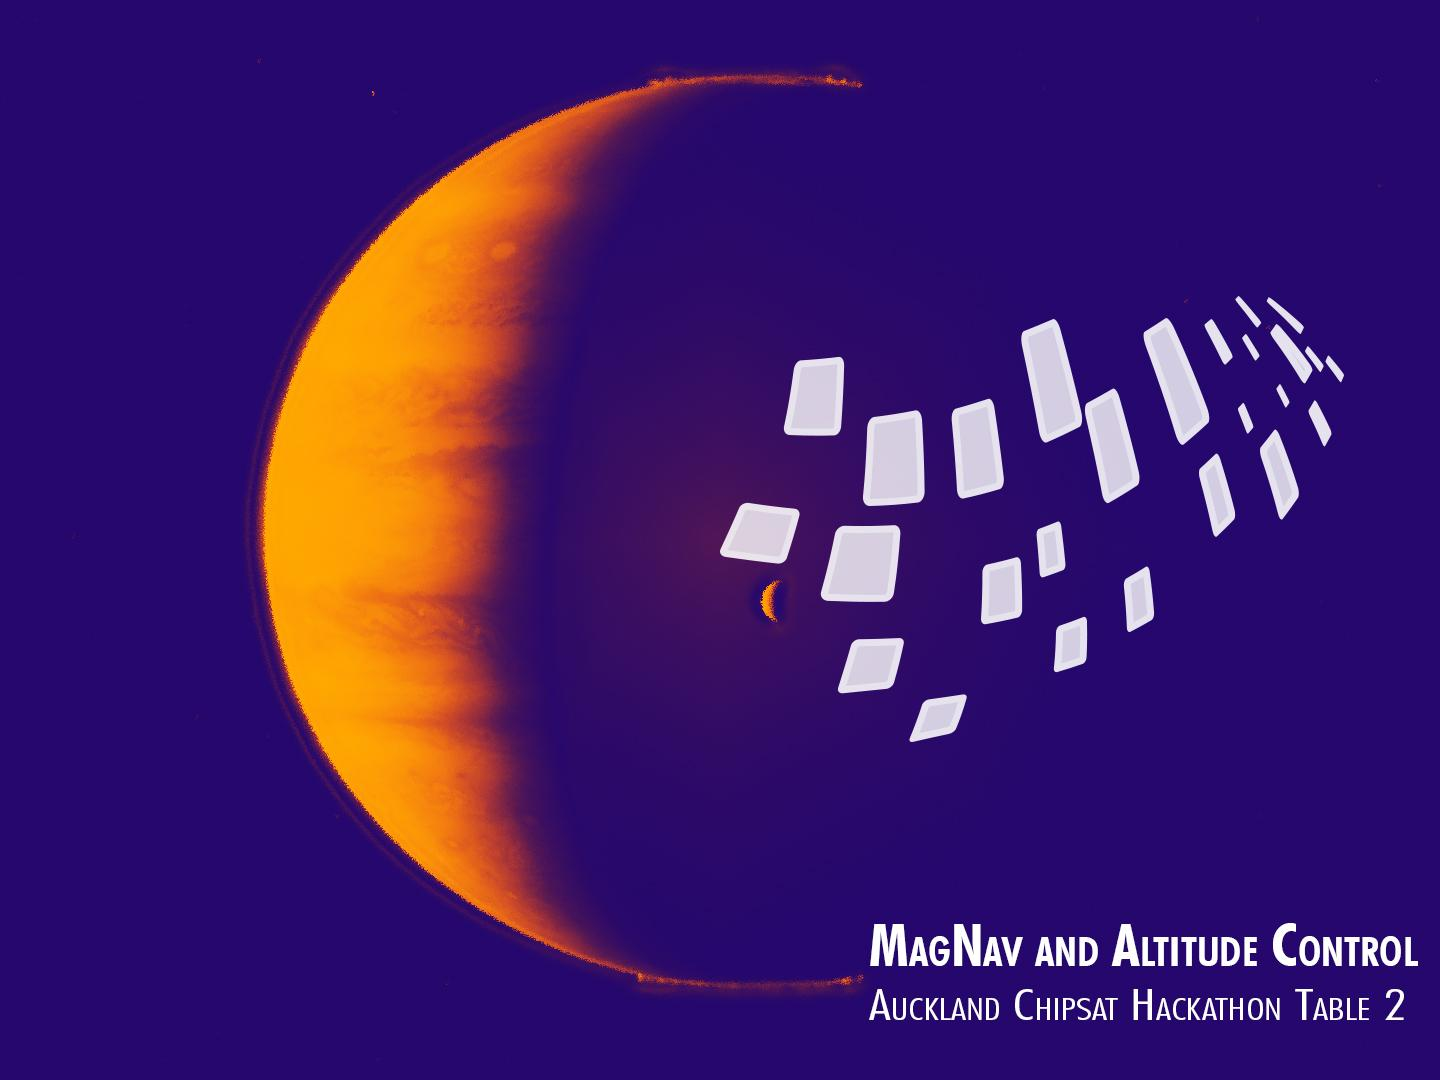 MagNav and Altitude Control
Auckland Chipsat Hackathon Table 2